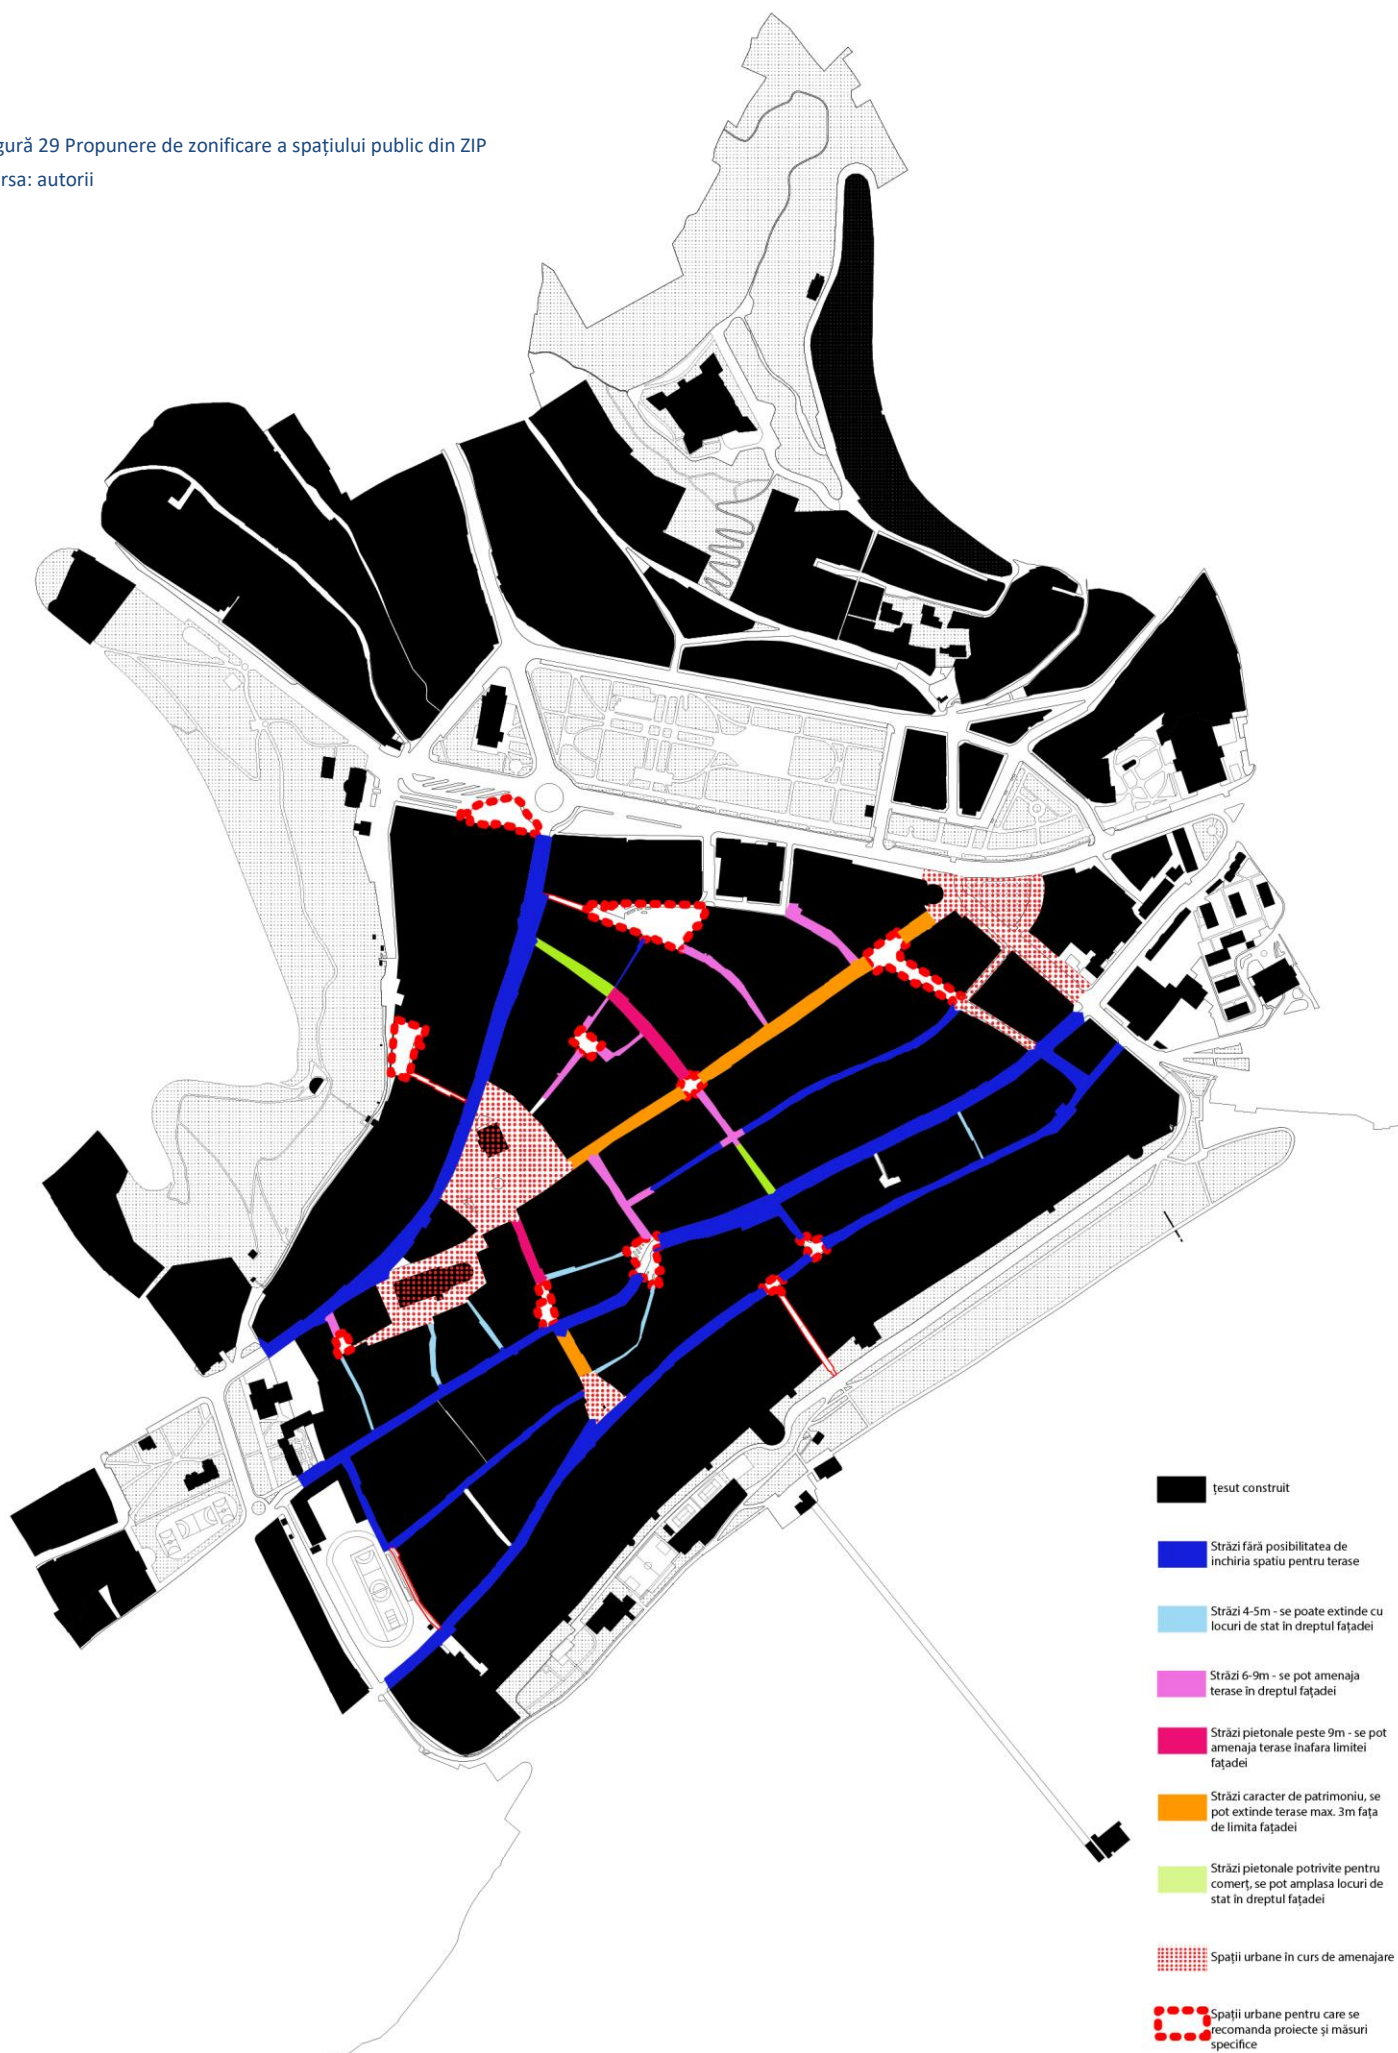 gură 29 Propunere de zonificare a spațiului public din ZIP
rsa: autorii
țesut construit
Străzi fără posibilitatea de
inchiria spatiu pentru terase
Străzi 4-5m - se poate extinde cu
locuri de stat în dreptul fațadei
Străzi 6-9m - se pot amenaja
terase în dreptul fațadei
Străzi pietonale peste 9m - se pot
amenaja terase înafara limitei
fațadei
Străzi caracter de patrimoniu, se
pot extinde terase max. 3m fața
de limita fațadei
Străzi pietonale potrivite pentru
comerț, se pot amplasa locuri de
stat în dreptul fațadei
Spații urbane în curs de amenajare
Spații urbane pentru care se
recomanda proiecte și măsuri
specifice